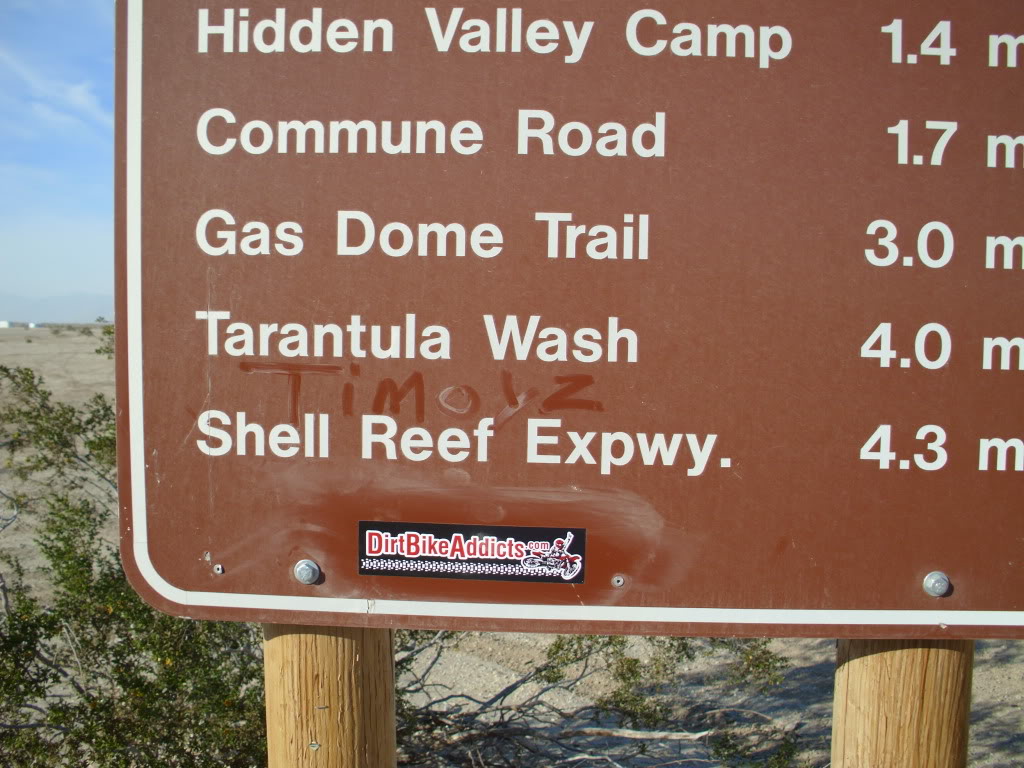 Hidden Valley Camp 1.4 m
Commune Road 1.7 m
Gas Dome Trail 3.0 m
Tarantula Wash 4.0 m
Shell Reef Expwy. 4.3 m
DirtBikeAddicts.com